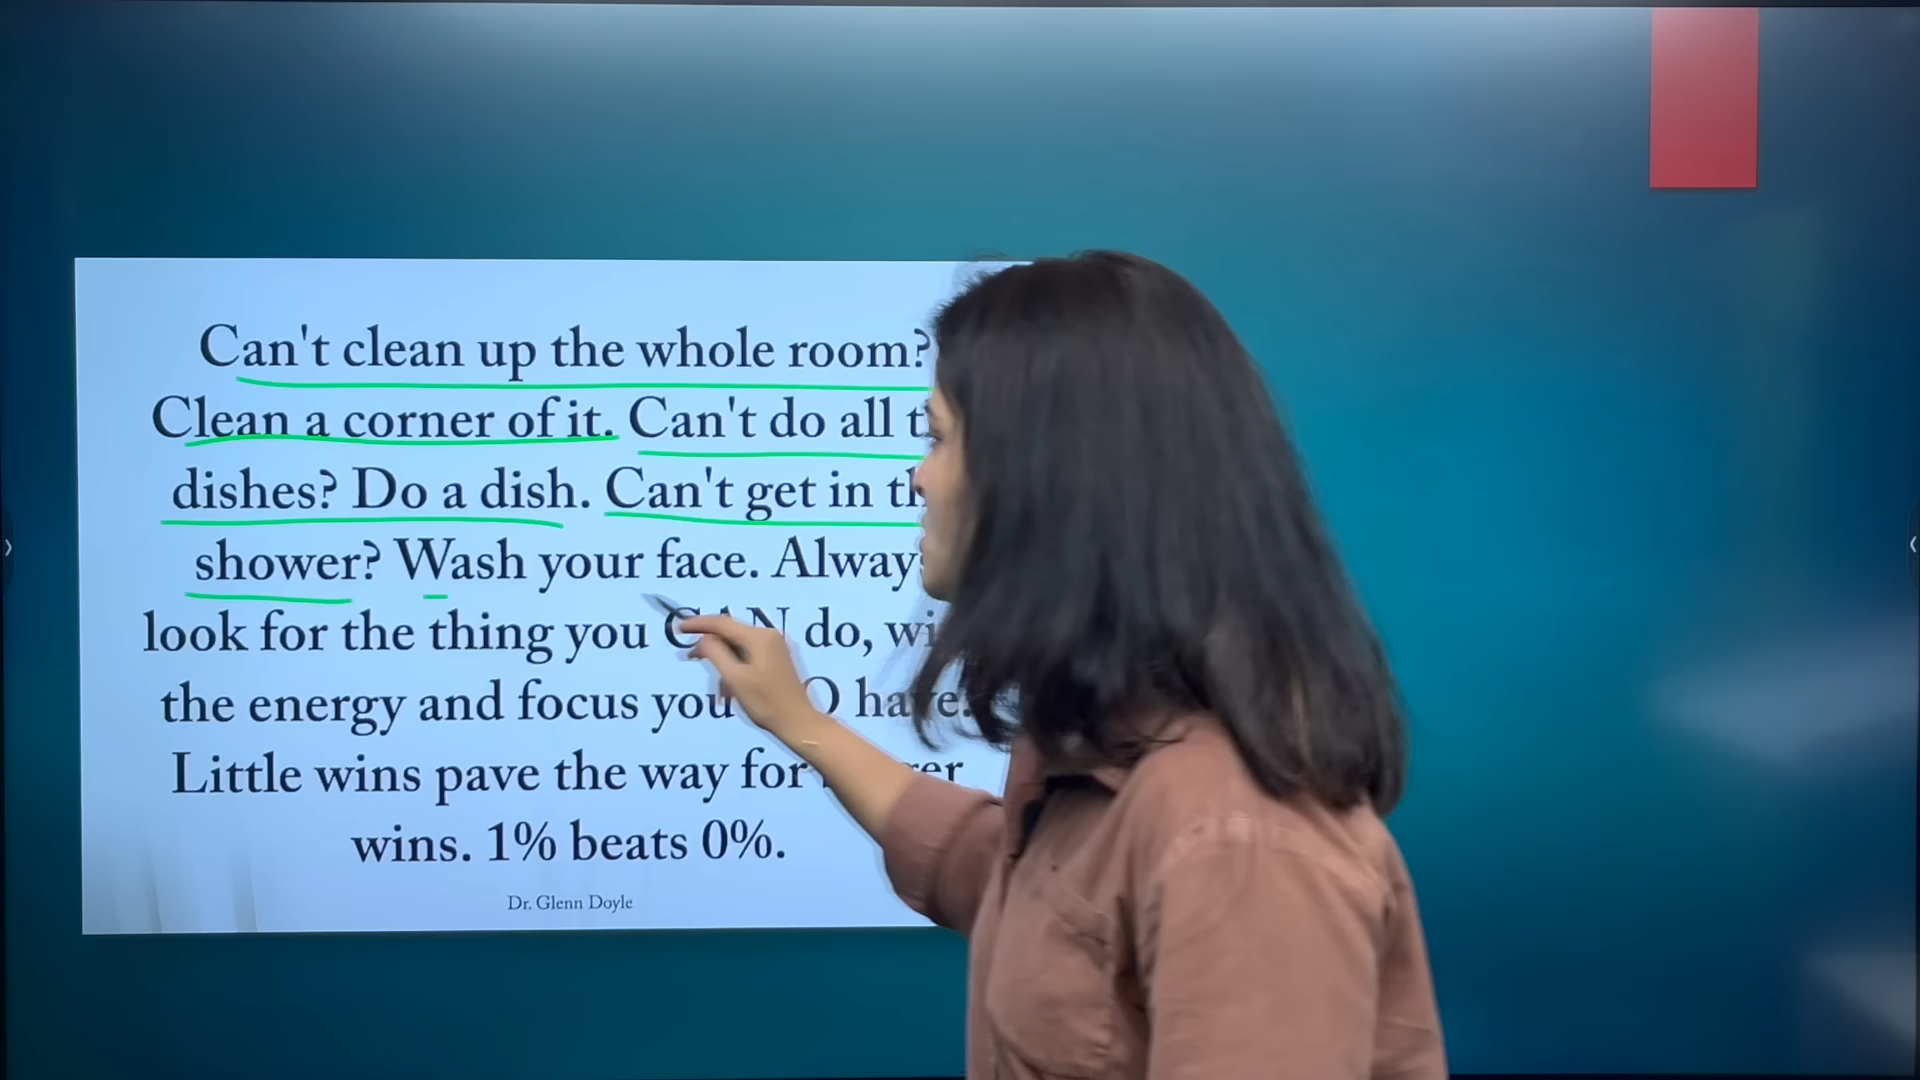 Can't clean up the whole room?
Clean a corner of it. Can't do all
dishes? Do a dish. Can't get in
shower? Wash your face.
look for the thing you CAN do,
the energy and focus you have.
Little wins pave the way for
wins. 1% beats 0%.
Dr. Glenn Doyle